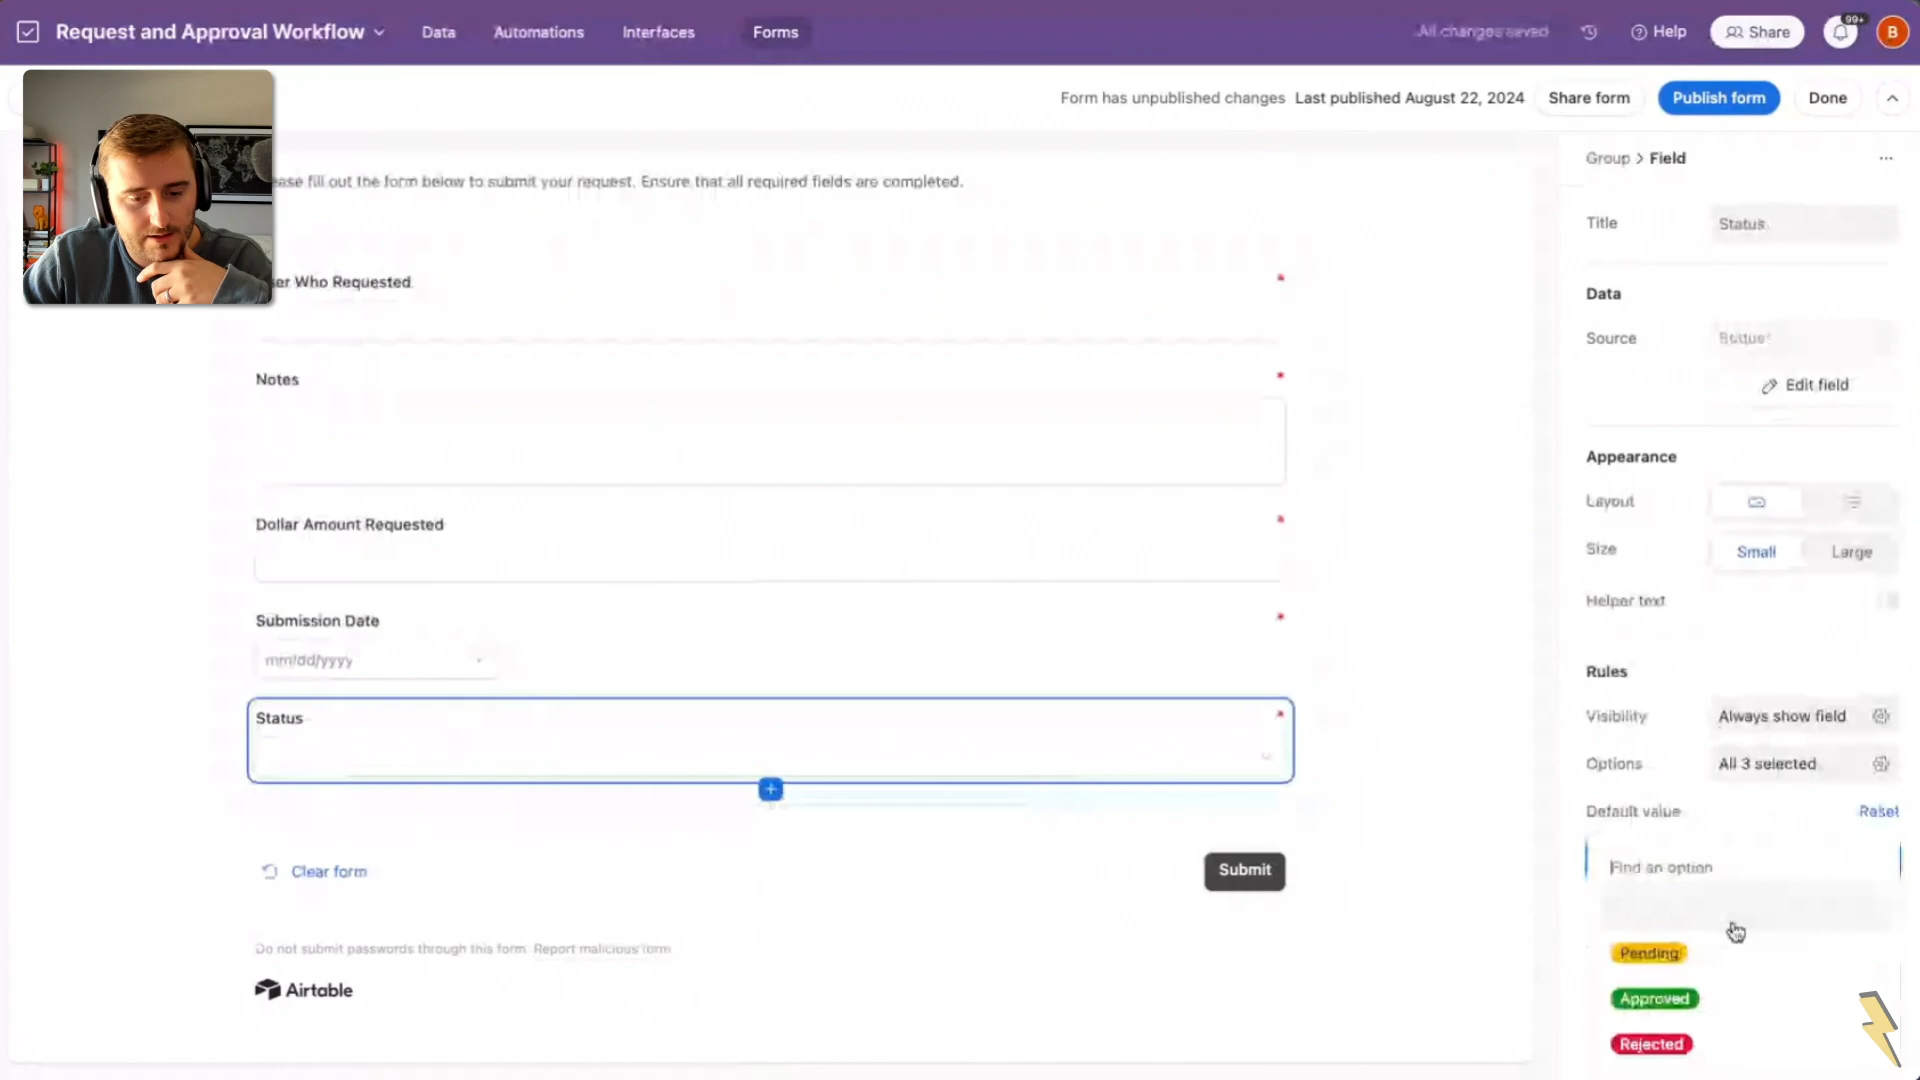 Request and Approval Workflow Data Automations Interfaces Forms All changes saved Help Share 99+ B
Form has unpublished changes Last published August 22, 2024 Share form Publish form Done
ease fill out the form below to submit your request. Ensure that all required fields are completed.
er Who Requested *
Notes *
Dollar Amount Requested *
Submission Date *
mm/dd/yyyy
Status *
+
Clear form Submit
Do not submit passwords through this form. Report malicious form
Airtable
Group > Field ...
Title Status
Data
Source
Edit field
Appearance
Layout
Size Small Large
Helper text
Rules
Visibility Always show field
Options All 3 selected
Default value Reset
Find an option
Pending
Approved
Rejected